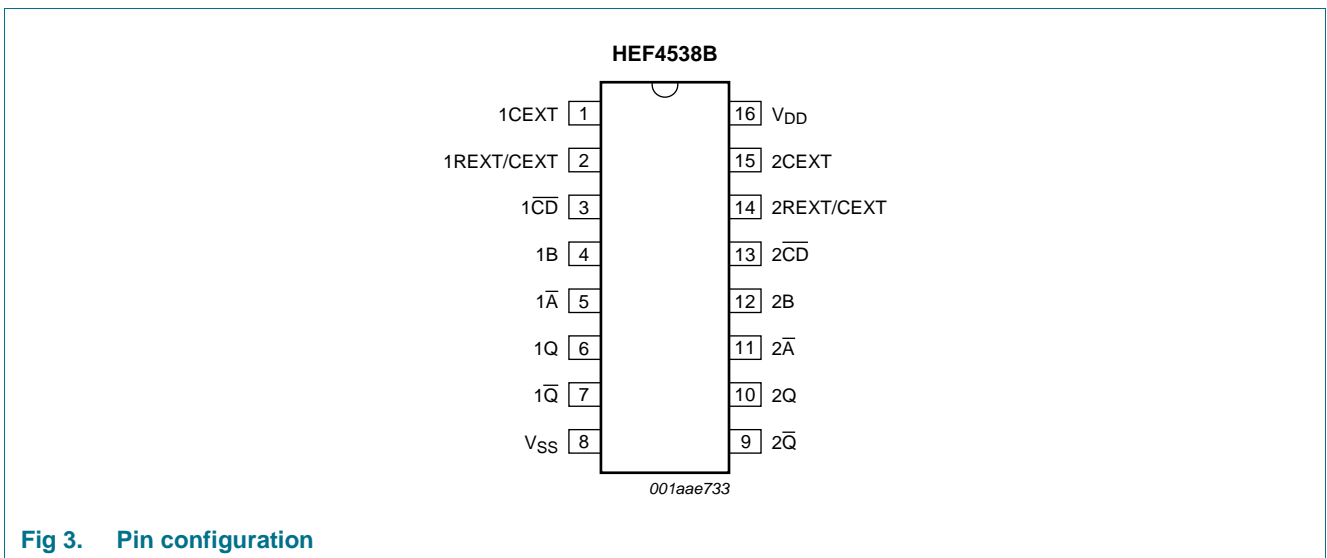 HEF4538B
1CEXT 1
16 VDD
1REXT/CEXT 2
15 2CEXT
1C̅D̅ 3
14 2REXT/CEXT
1B 4
13 2C̅D̅
1A̅ 5
12 2B
1Q 6
11 2A̅
1Q̅ 7
10 2Q
VSS 8
9 2Q̅
001aae733
Fig 3. Pin configuration